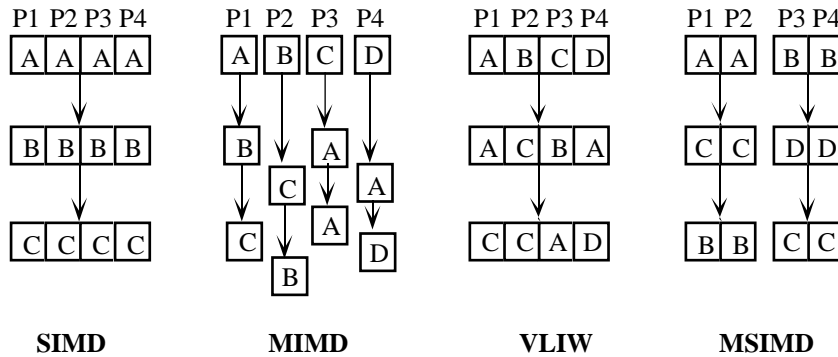 P1 P2 P3 P4
A A A A
B B B B
C C C C
SIMD
P1 P2 P3 P4
A B C D
B A
C A
C A
B D
MIMD
P1 P2 P3 P4
A B C D
A C B A
C C A D
VLIW
P1 P2 P3 P4
A A B B
C C D D
B B C C
MSIMD